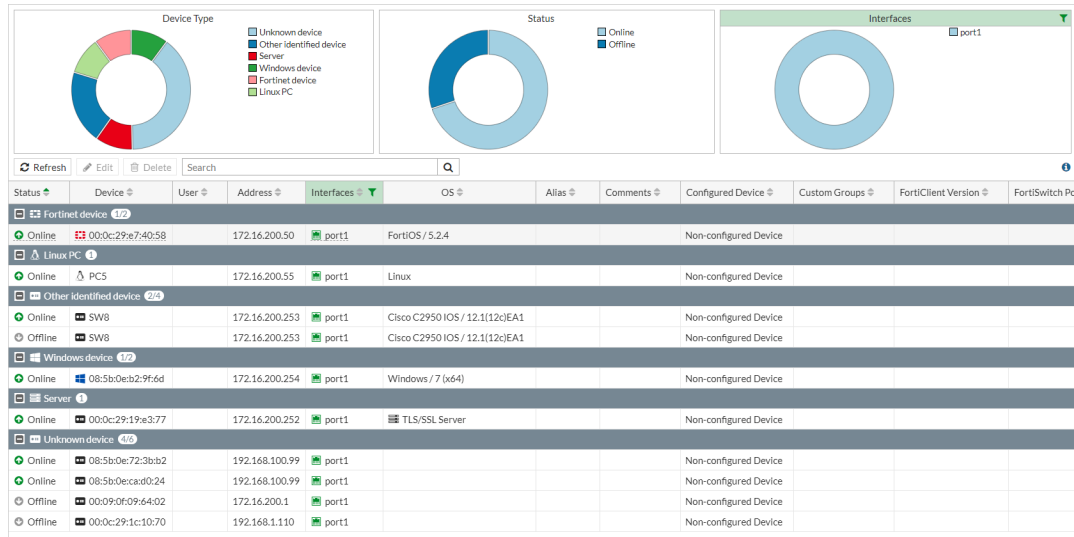 Device Type
Unknown device
Other identified device
Server
Windows device
Fortinet device
Linux PC
Status
Online
Offline
Interfaces
port1
Refresh Edit Delete Search
Status Device User Address Interfaces OS Alias Comments Configured Device Custom Groups FortiClient Version FortiSwitch Po
Fortinet device 1/2
Online 00:0c:29:e7:40:58 172.16.200.50 port1 FortiOS / 5.2.4 Non-configured Device
Linux PC 1
Online PC5 172.16.200.55 port1 Linux Non-configured Device
Other identified device 2/4
Online SW8 172.16.200.253 port1 Cisco C2950 IOS / 12.1(12c)EA1 Non-configured Device
Offline SW8 172.16.200.253 port1 Cisco C2950 IOS / 12.1(12c)EA1 Non-configured Device
Windows device 1/2
Online 08:5b:0e:b2:9f:6d 172.16.200.254 port1 Windows / 7 (x64) Non-configured Device
Server 1
Online 00:0c:29:19:e3:77 172.16.200.252 port1 TLS/SSL Server Non-configured Device
Unknown device 4/6
Online 08:5b:0e:72:3b:b2 192.168.100.99 port1 Non-configured Device
Online 08:5b:0e:ca:d0:24 192.168.100.99 port1 Non-configured Device
Offline 00:09:0f:09:64:02 172.16.200.1 port1 Non-configured Device
Offline 00:0c:29:1c:10:70 192.168.1.110 port1 Non-configured Device